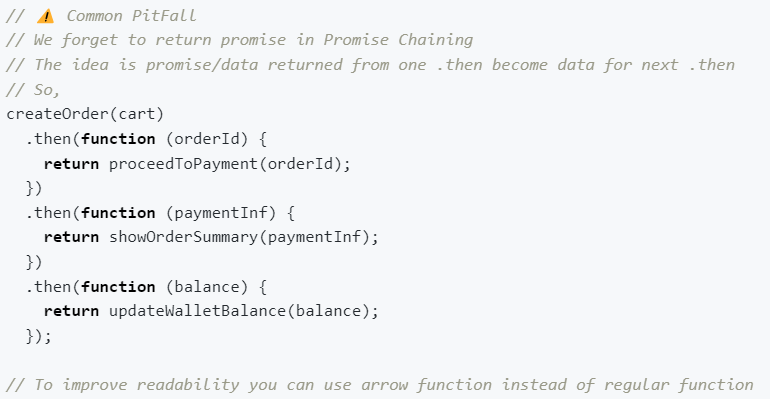 // ⚠️ Common PitFall
// We forget to return promise in Promise Chaining
// The idea is promise/data returned from one .then become data for next .then
// So,
createOrder(cart)
  .then(function (orderId) {
    return proceedToPayment(orderId);
  })
  .then(function (paymentInf) {
    return showOrderSummary(paymentInf);
  })
  .then(function (balance) {
    return updateWalletBalance(balance);
  });

// To improve readability you can use arrow function instead of regular function